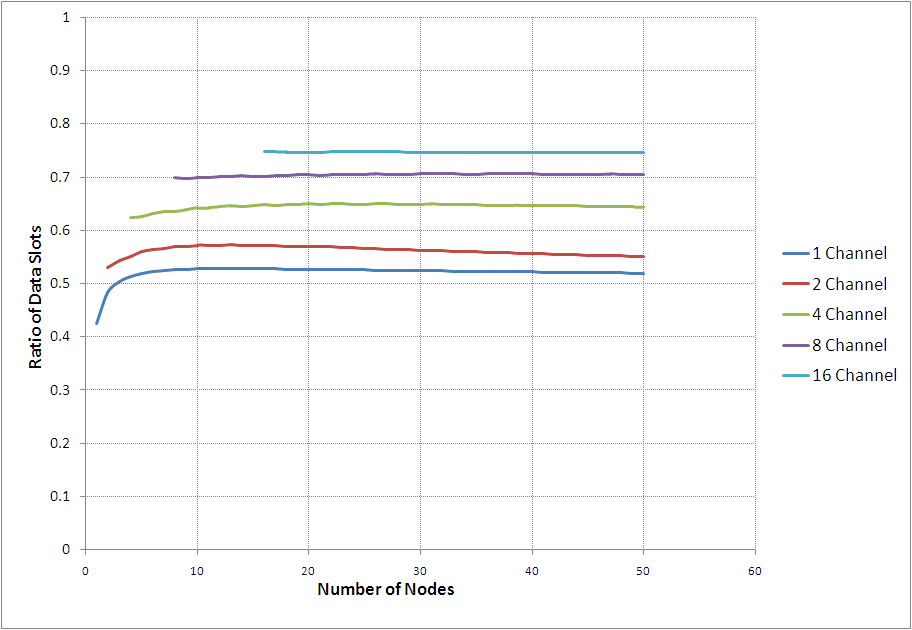 1
0.9
0.8
0.7
0.6
0.5
0.4
0.3
0.2
0.1
0
Ratio of Data Slots
0 10 20 30 40 50 60
Number of Nodes
1 Channel
2 Channel
4 Channel
8 Channel
16 Channel